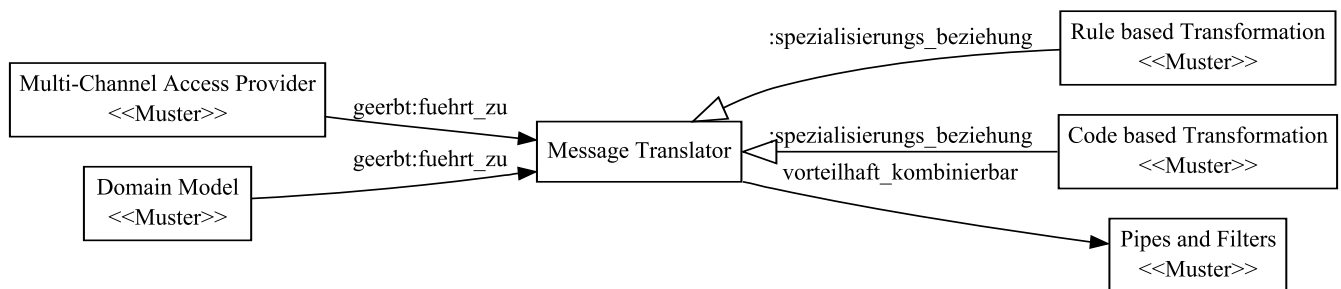 Multi-Channel Access Provider
<<Muster>>
geerbt:fuehrt_zu
Domain Model
<<Muster>>
geerbt:fuehrt_zu
Message Translator
:spezialisierungs_beziehung
Rule based Transformation
<<Muster>>
:spezialisierungs_beziehung
Code based Transformation
<<Muster>>
vorteilhaft_kombinierbar
Pipes and Filters
<<Muster>>